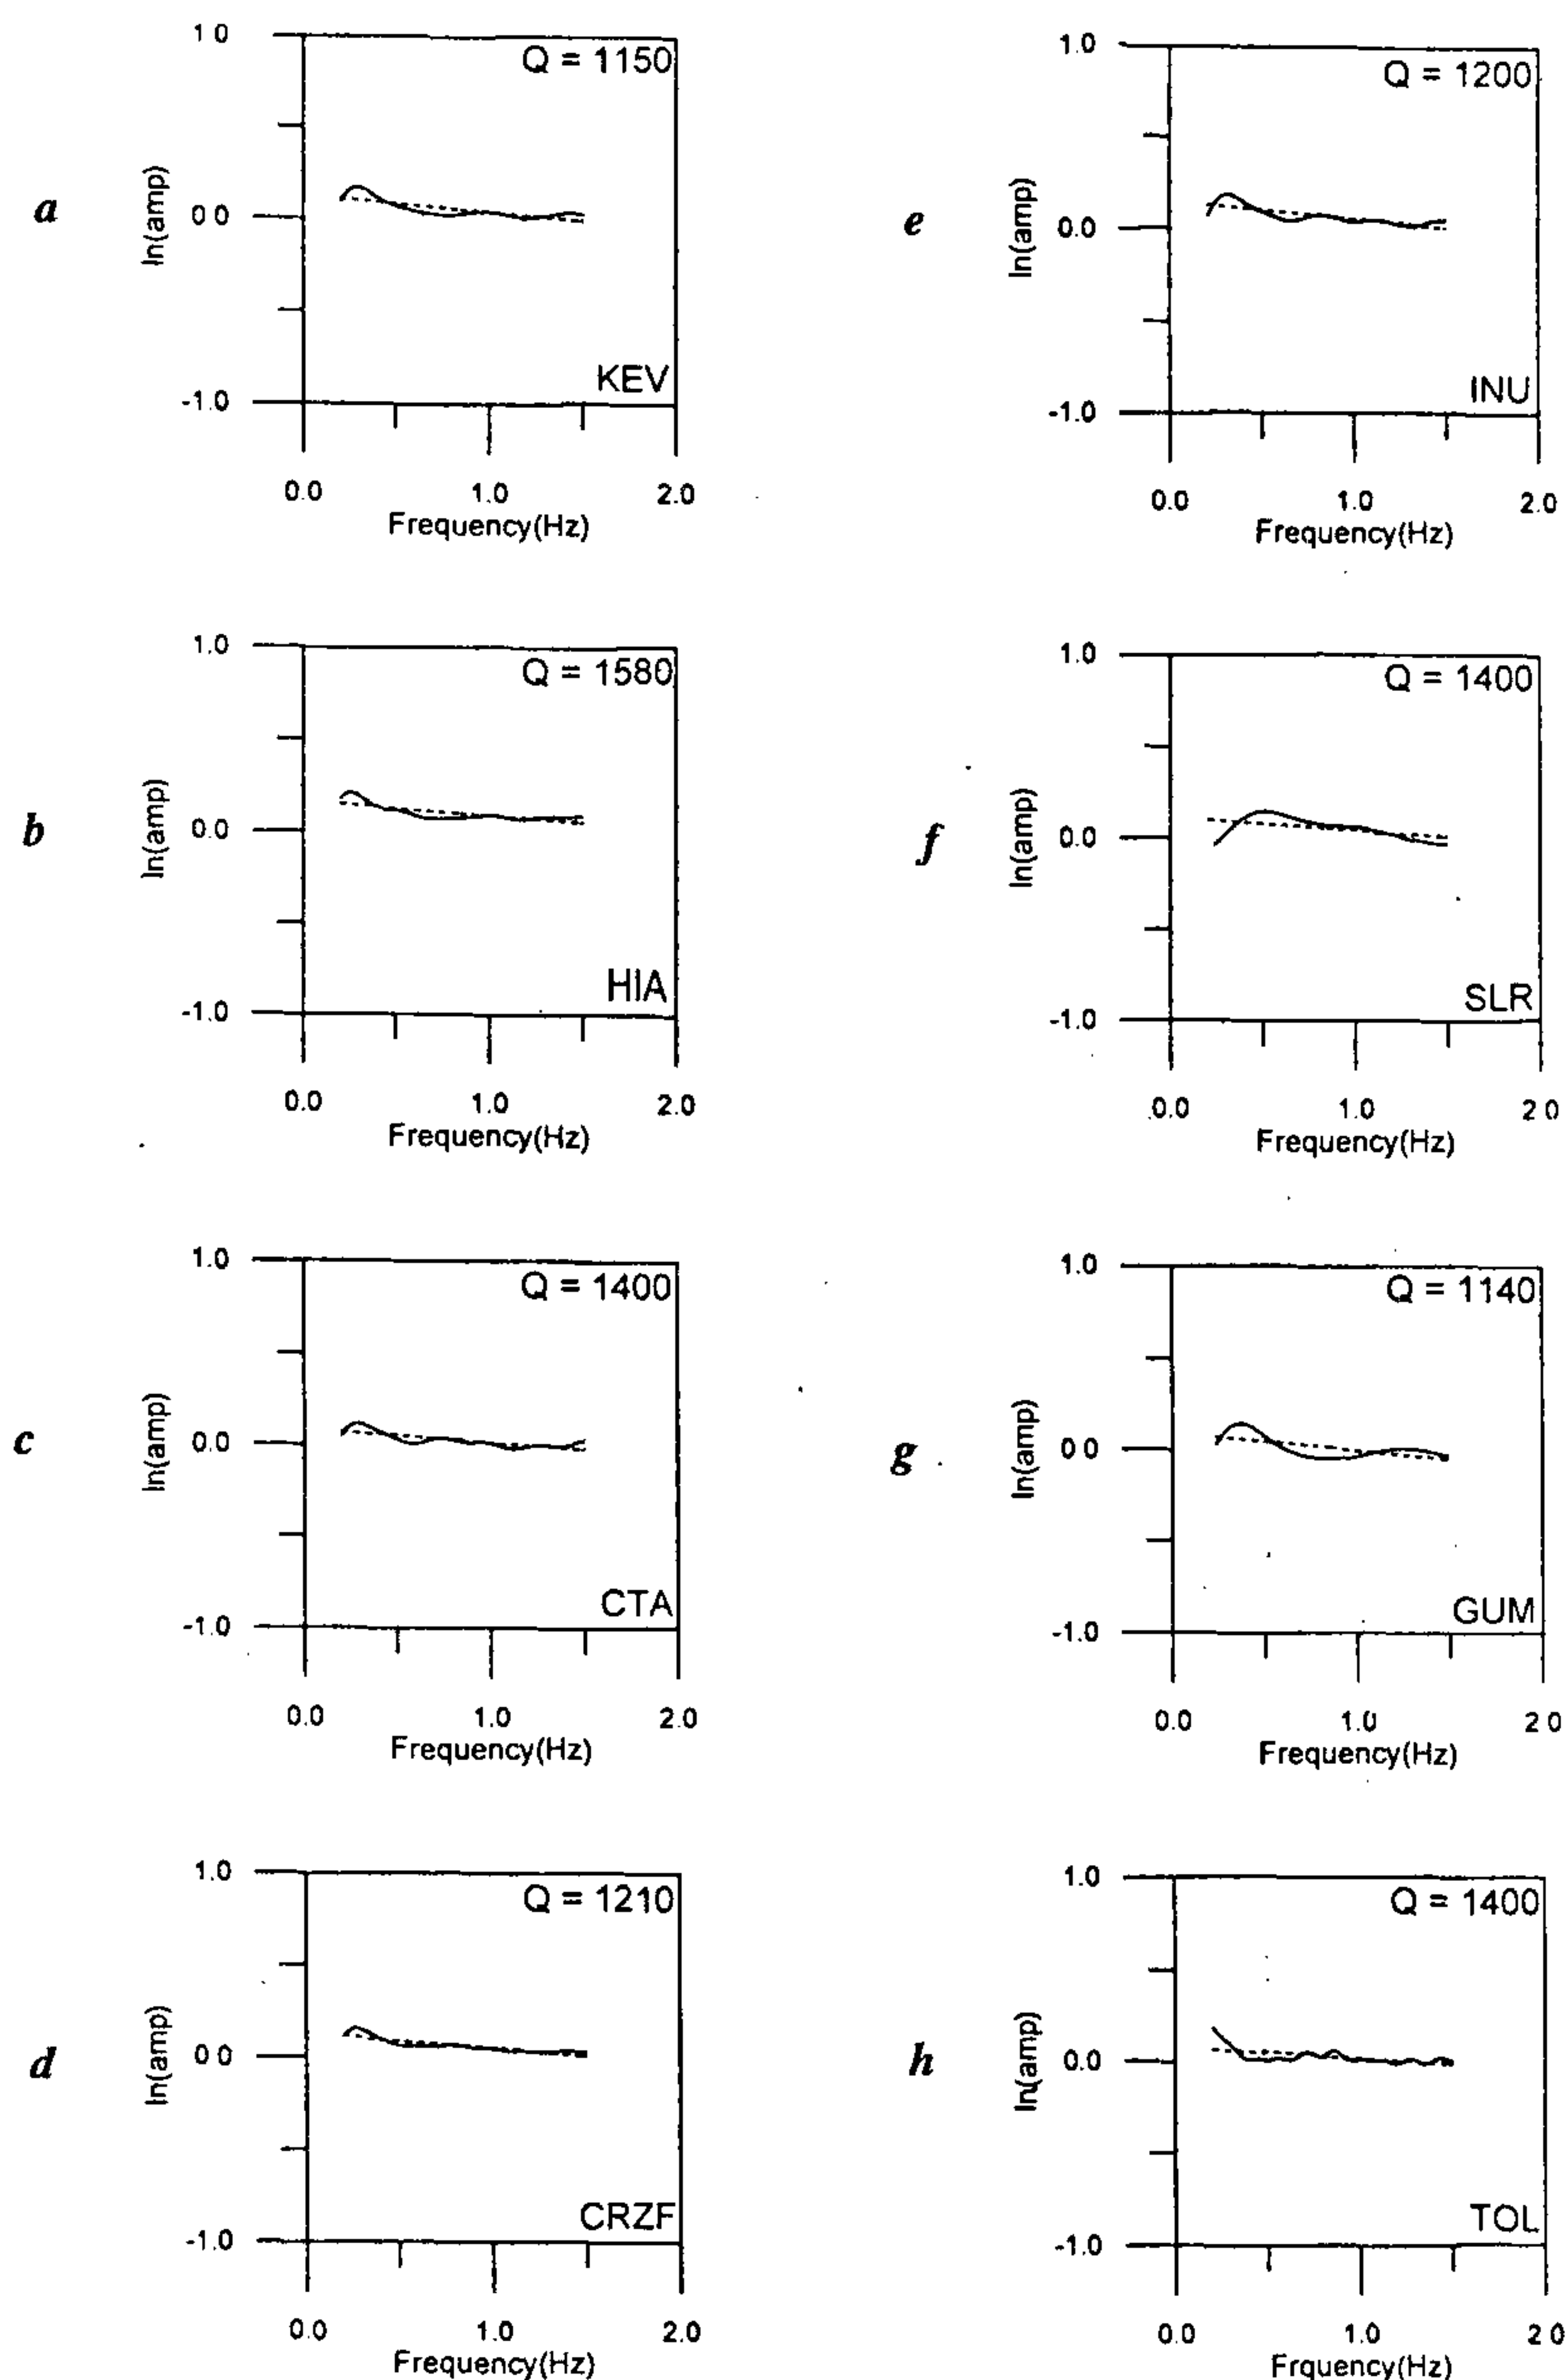 a
1 0
Q = 1150
ln(amp)
0 0
KEV
-1.0
0.0 1.0 2.0
Frequency(Hz)
b
1.0
Q = 1580
ln(amp)
0.0
HIA
-1.0
0.0 1.0 2.0
Frequency(Hz)
c
1.0
Q = 1400
ln(amp)
0.0
CTA
-1.0
0.0 1.0 2.0
Frequency(Hz)
d
1.0
Q = 1210
ln(amp)
0 0
CRZF
-1.0
0.0 1.0 2.0
Frequency(Hz)
e
1.0
Q = 1200
ln(amp)
0.0
INU
-1.0
0.0 1.0 2.0
Frequency(Hz)
f
1.0
Q = 1400
ln(amp)
0.0
SLR
-1.0
0.0 1.0 2 0
Frequency(Hz)
g
1.0
Q = 1140
ln(amp)
0 0
GUM
-1.0
0.0 1.0 2 0
Frequency(Hz)
h
1.0
Q = 1400
ln(amp)
0.0
TOL
-1.0
0.0 1.0 2 0
Frquency(Hz)